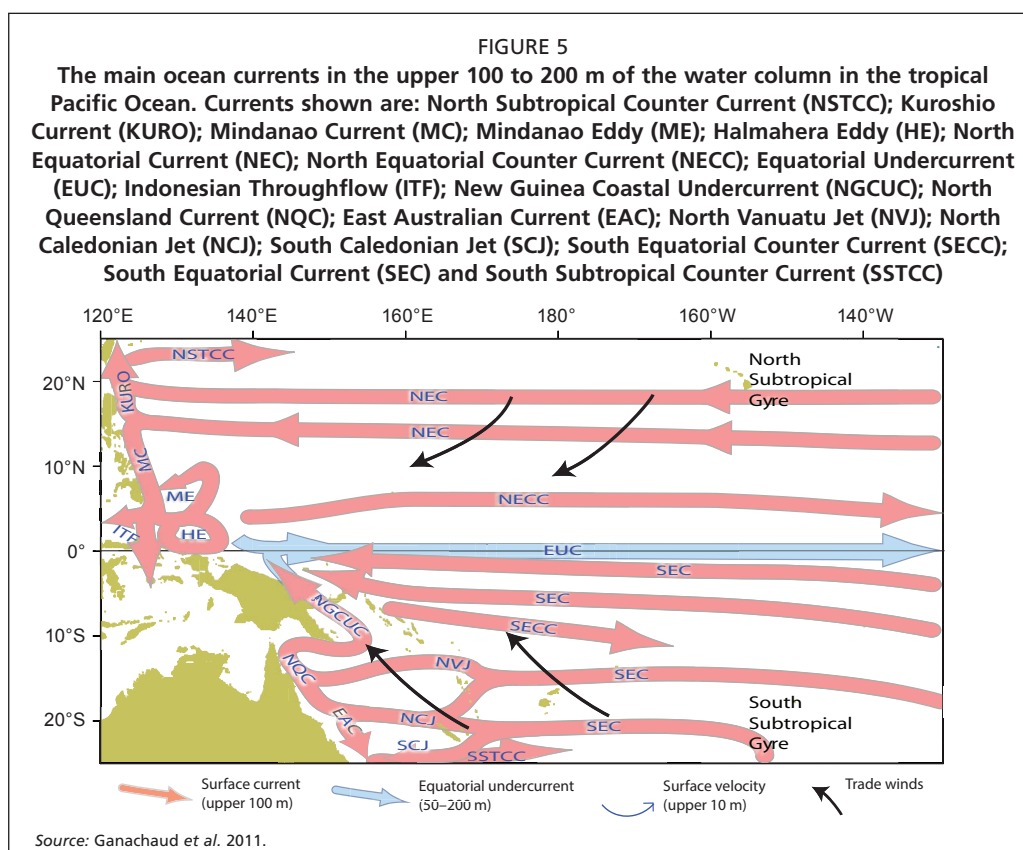 FIGURE 5
The main ocean currents in the upper 100 to 200 m of the water column in the tropical
Pacific Ocean. Currents shown are: North Subtropical Counter Current (NSTCC); Kuroshio
Current (KURO); Mindanao Current (MC); Mindanao Eddy (ME); Halmahera Eddy (HE); North
Equatorial Current (NEC); North Equatorial Counter Current (NECC); Equatorial Undercurrent
(EUC); Indonesian Throughflow (ITF); New Guinea Coastal Undercurrent (NGCUC); North
Queensland Current (NQC); East Australian Current (EAC); North Vanuatu Jet (NVJ); North
Caledonian Jet (NCJ); South Caledonian Jet (SCJ); South Equatorial Counter Current (SECC);
South Equatorial Current (SEC) and South Subtropical Counter Current (SSTCC)
120°E 140°E 160°E 180° 160°W 140°W
NSTCC
North
Subtropical
Gyre
20°N
KURO
NEC
NEC
MC
10°N
ME
NECC
ITF
HE
0°
EUC
SEC
SEC
NGCUC
SECC
10°S
NQC
NVJ
SEC
EAC
NCJ
20°S
SEC
South
Subtropical
Gyre
SCJ
SSTCC
Surface current
(upper 100 m)
Equatorial undercurrent
(50–200 m)
Surface velocity
(upper 10 m)
Trade winds
Source: Ganachaud et al. 2011.